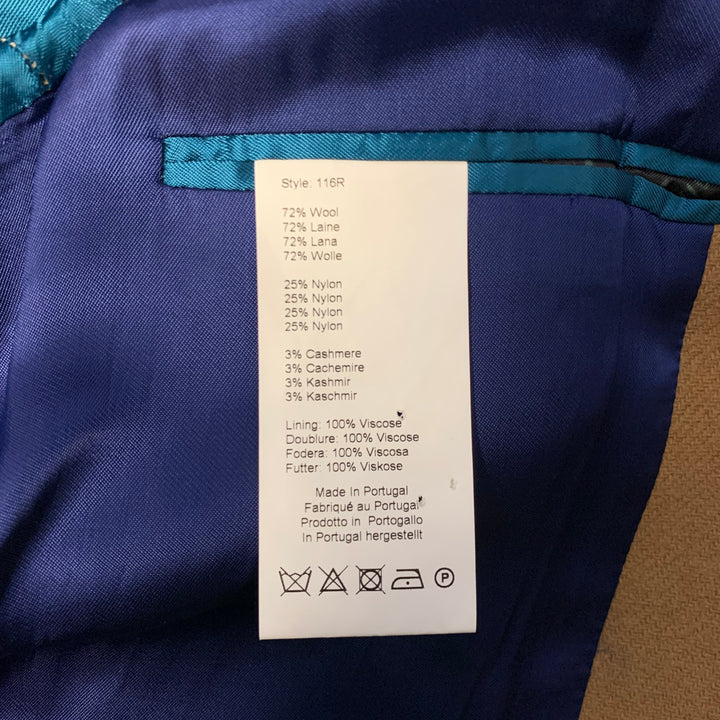 Style: 116R
72% Wool
72% Laine
72% Lana
72% Wolle
25% Nylon
25% Nylon
25% Nylon
25% Nylon
3% Cashmere
3% Cachemire
3% Kashmir
3% Kaschmir
Lining: 100% Viscose
Doublure: 100% Viscose
Fodera: 100% Viscosa
Futter: 100% Viskose
Made In Portugal
Fabriqué au Portugal
Prodotto in Portogallo
In Portugal hergestellt
P